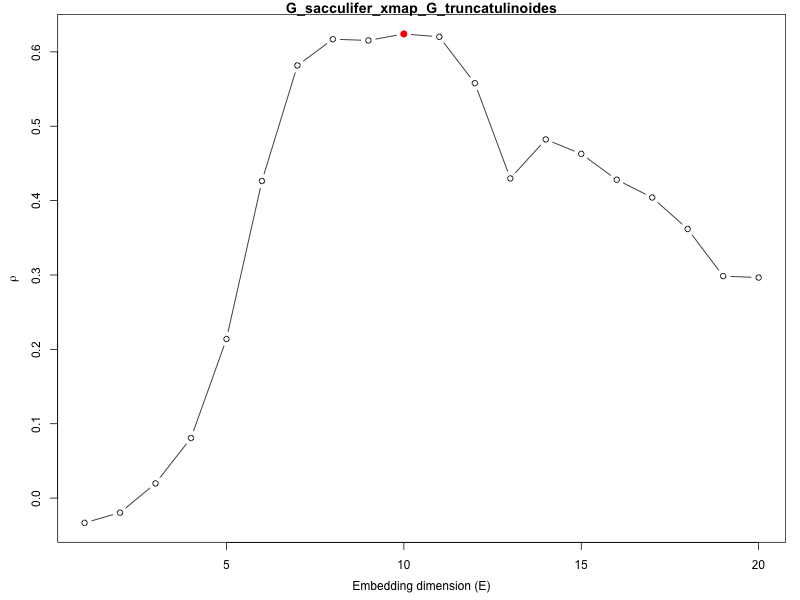 G_sacculifer_xmap_G_truncatulinoides
0.6
0.5
0.4
0.3
0.2
0.1
0.0
ρ
5 10 15 20
Embedding dimension (E)